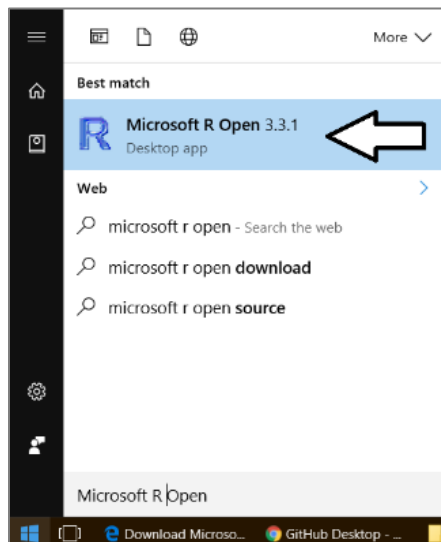 More
Best match
Microsoft R Open 3.3.1
Desktop app
Web
microsoft r open - Search the web
microsoft r open download
microsoft r open source
Microsoft R Open
Download Microso... GitHub Desktop - ...